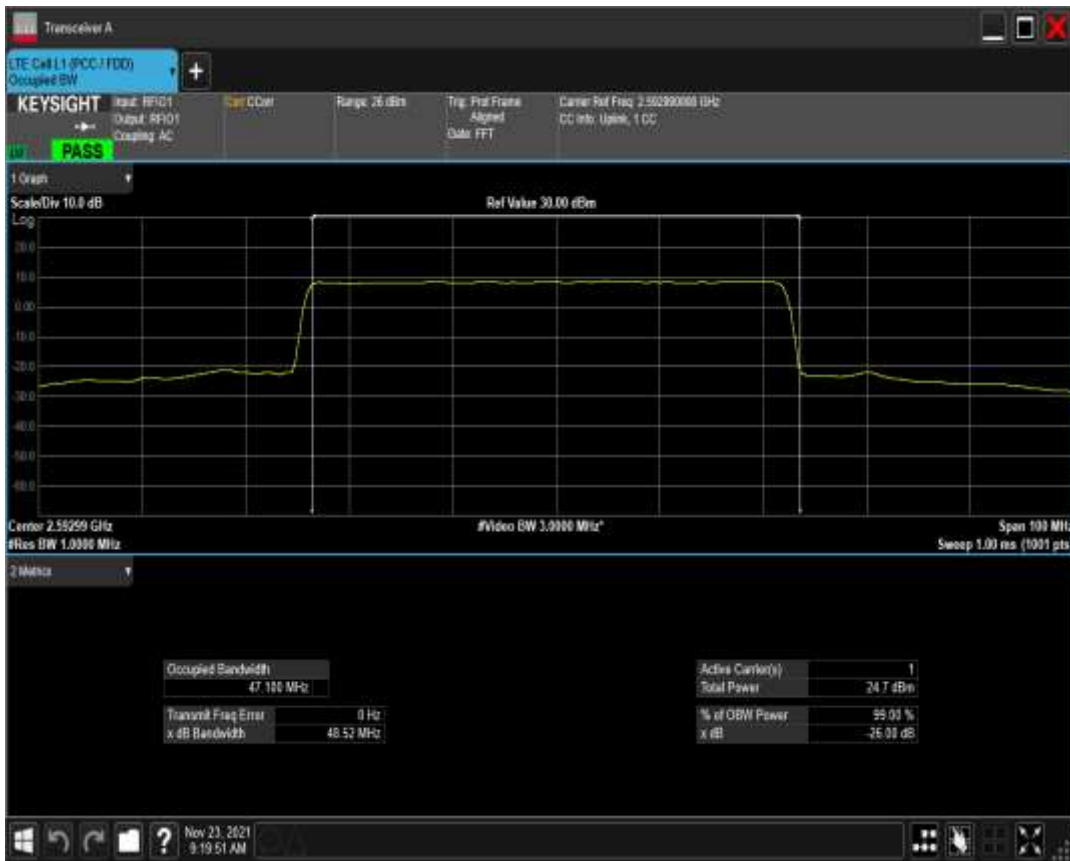 Transceiver A
LTE Cell L1 (PCC / FDD)
Occupied BW
+
KEYSIGHT
Input: RFIO1
Output: RFIO1
Coupling: AC
Corr CCorr
Range: 26 dBm
Trig: Prd Frame
Aligned
Gate: FFT
Carrier Ref Freq: 2.592990000 GHz
CC Info: Uplink, 1 CC
PASS
1 Graph
Scale/Div 10.0 dB
Ref Value 30.00 dBm
Log
20.0
10.0
0.00
-10.0
-20.0
-30.0
-40.0
-50.0
-60.0
Center 2.59299 GHz
#Video BW 3.0000 MHz*
Span 100 MHz
#Res BW 1.0000 MHz
Sweep 1.00 ms (1001 pts
2 Metrics
Occupied Bandwidth
47.100 MHz
Transmit Freq Error 0 Hz
x dB Bandwidth 48.52 MHz
Active Carrier(s) 1
Total Power 24.7 dBm
% of OBW Power 99.00 %
x dB -26.00 dB
?
Nov 23, 2021
9:19:51 AM